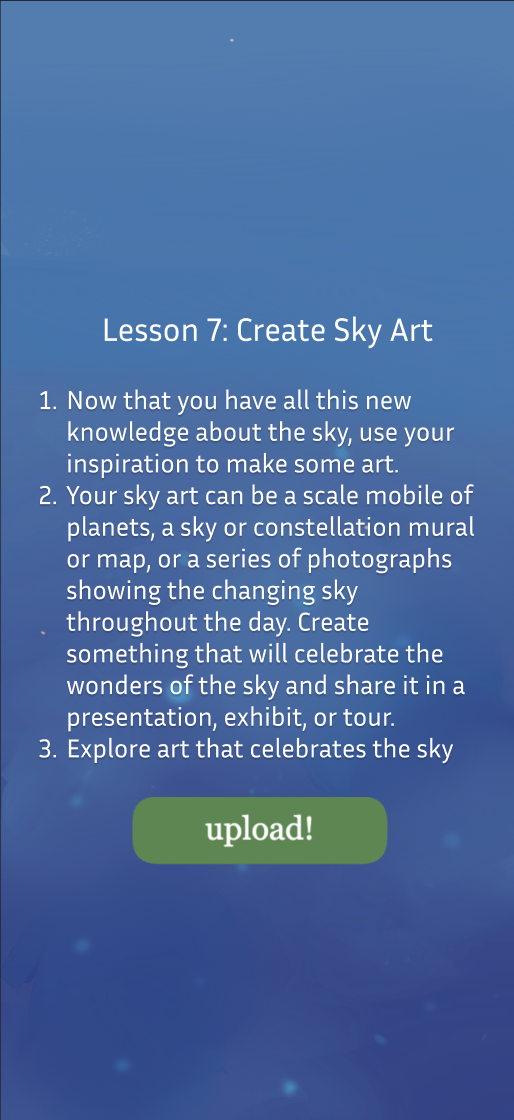 Lesson 7: Create Sky Art
1. Now that you have all this new
knowledge about the sky, use your
inspiration to make some art.
2. Your sky art can be a scale mobile of
planets, a sky or constellation mural
or map, or a series of photographs
showing the changing sky
throughout the day. Create
something that will celebrate the
wonders of the sky and share it in a
presentation, exhibit, or tour.
3. Explore art that celebrates the sky
upload!